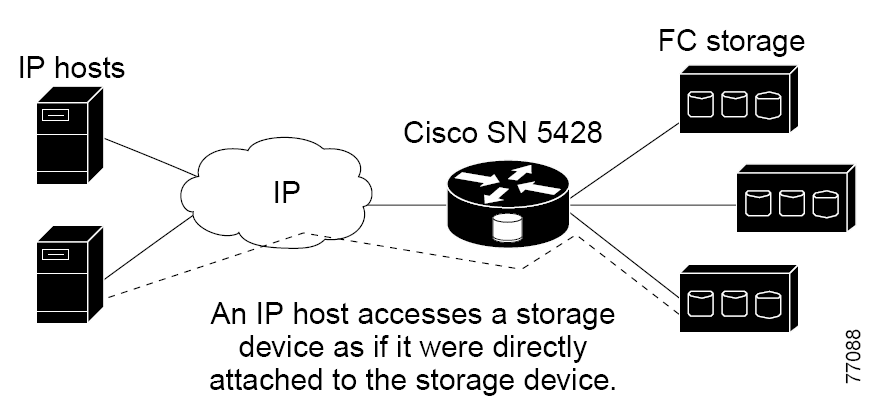 FC storage
IP hosts
Cisco SN 5428
IP
An IP host accesses a storage
device as if it were directly
attached to the storage device.
77088